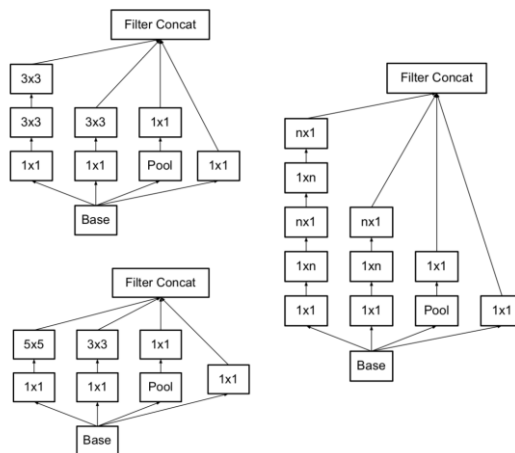 Filter Concat
3x3
3x3 3x3 1x1
1x1 1x1 Pool 1x1
Base
Filter Concat
5x5 3x3 1x1
1x1 1x1 Pool 1x1
Base
Filter Concat
nx1
1xn
nx1 nx1
1xn 1xn 1x1
1x1 1x1 Pool 1x1
Base